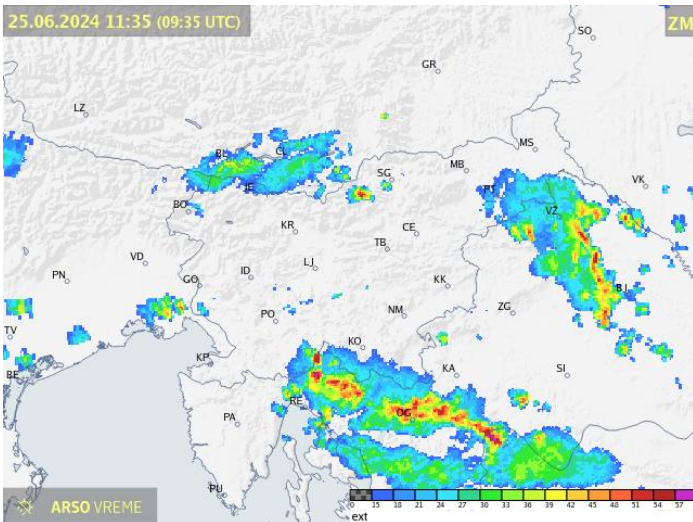 25.06.2024 11:35 (09:35 UTC)
ZM
SO
GR
LZ
MS
BL
CL
MB
SG
JE
PT
VK
BO
VŽ
KR
CE
TB
VD
LJ
ID
PN
GO
KK
BJ
PO
NM
ZG
TV
KO
KP
BE
KA
SI
RE
PA
OG
PU
ARSO VREME
0 15 18 21 24 27 30 33 36 39 42 45 48 51 54 57
ext